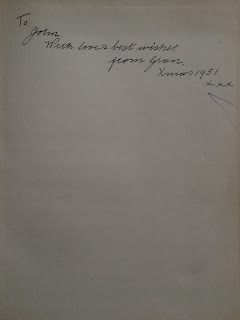 To
John
With love & best wishes
from Gran.
Xmas 1951.
xxx